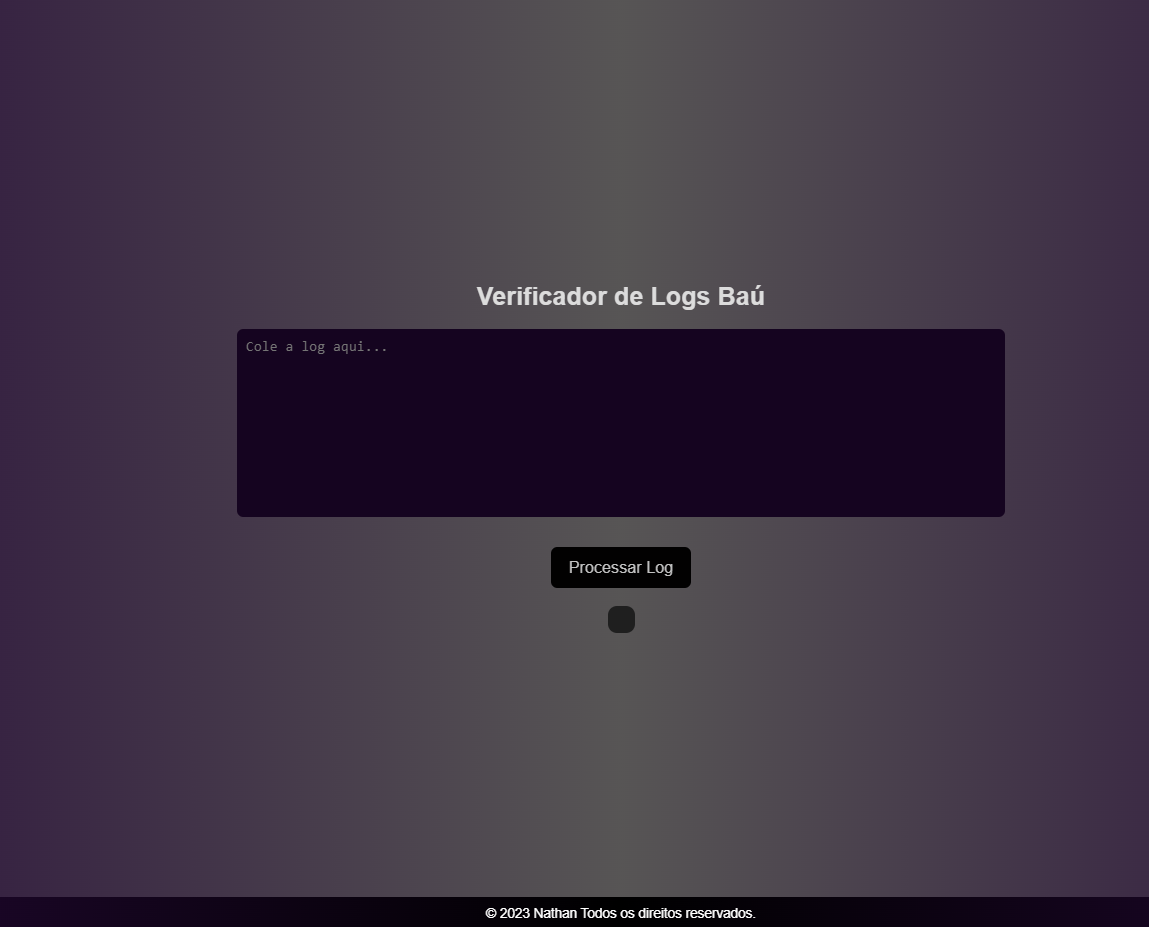 Verificador de Logs Baú
Cole a log aqui...
Processar Log
© 2023 Nathan Todos os direitos reservados.